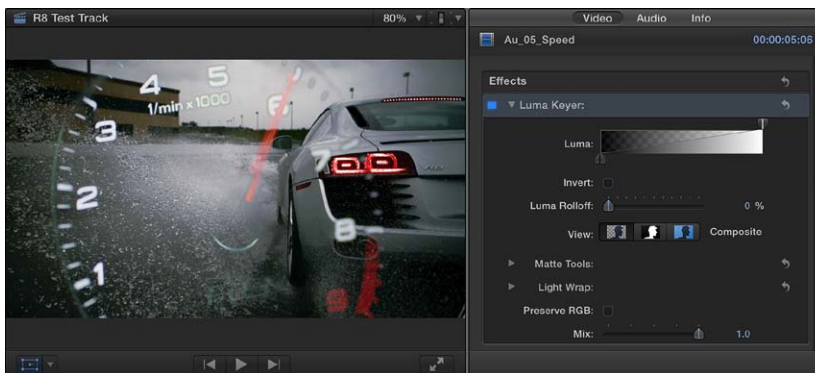 R8 Test Track
80%
4
5
6
1/min x 1000
3
7
2
8
1
9
Video
Audio
Info
Au_05_Speed
00:00:05:06
Effects
Luma Keyer:
Luma:
Invert:
Luma Rolloff:
0 %
View:
Composite
Matte Tools:
Light Wrap:
Preserve RGB:
Mix:
1.0